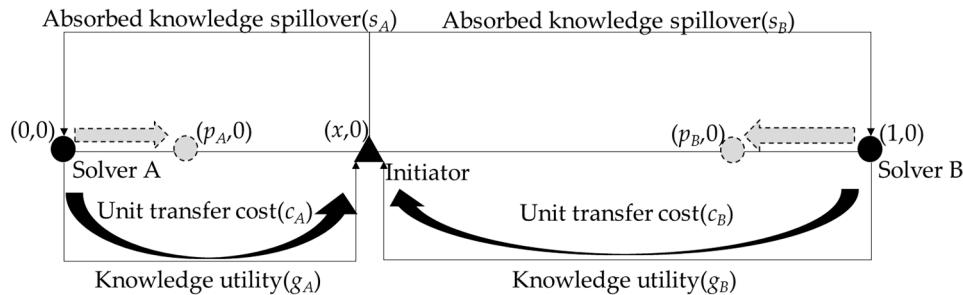 Absorbed knowledge spillover(sA)
Absorbed knowledge spillover(sB)
(0,0)
(pA,0)
(x,0)
(pB,0)
(1,0)
Solver A
Initiator
Solver B
Unit transfer cost(cA)
Unit transfer cost(cB)
Knowledge utility(gA)
Knowledge utility(gB)